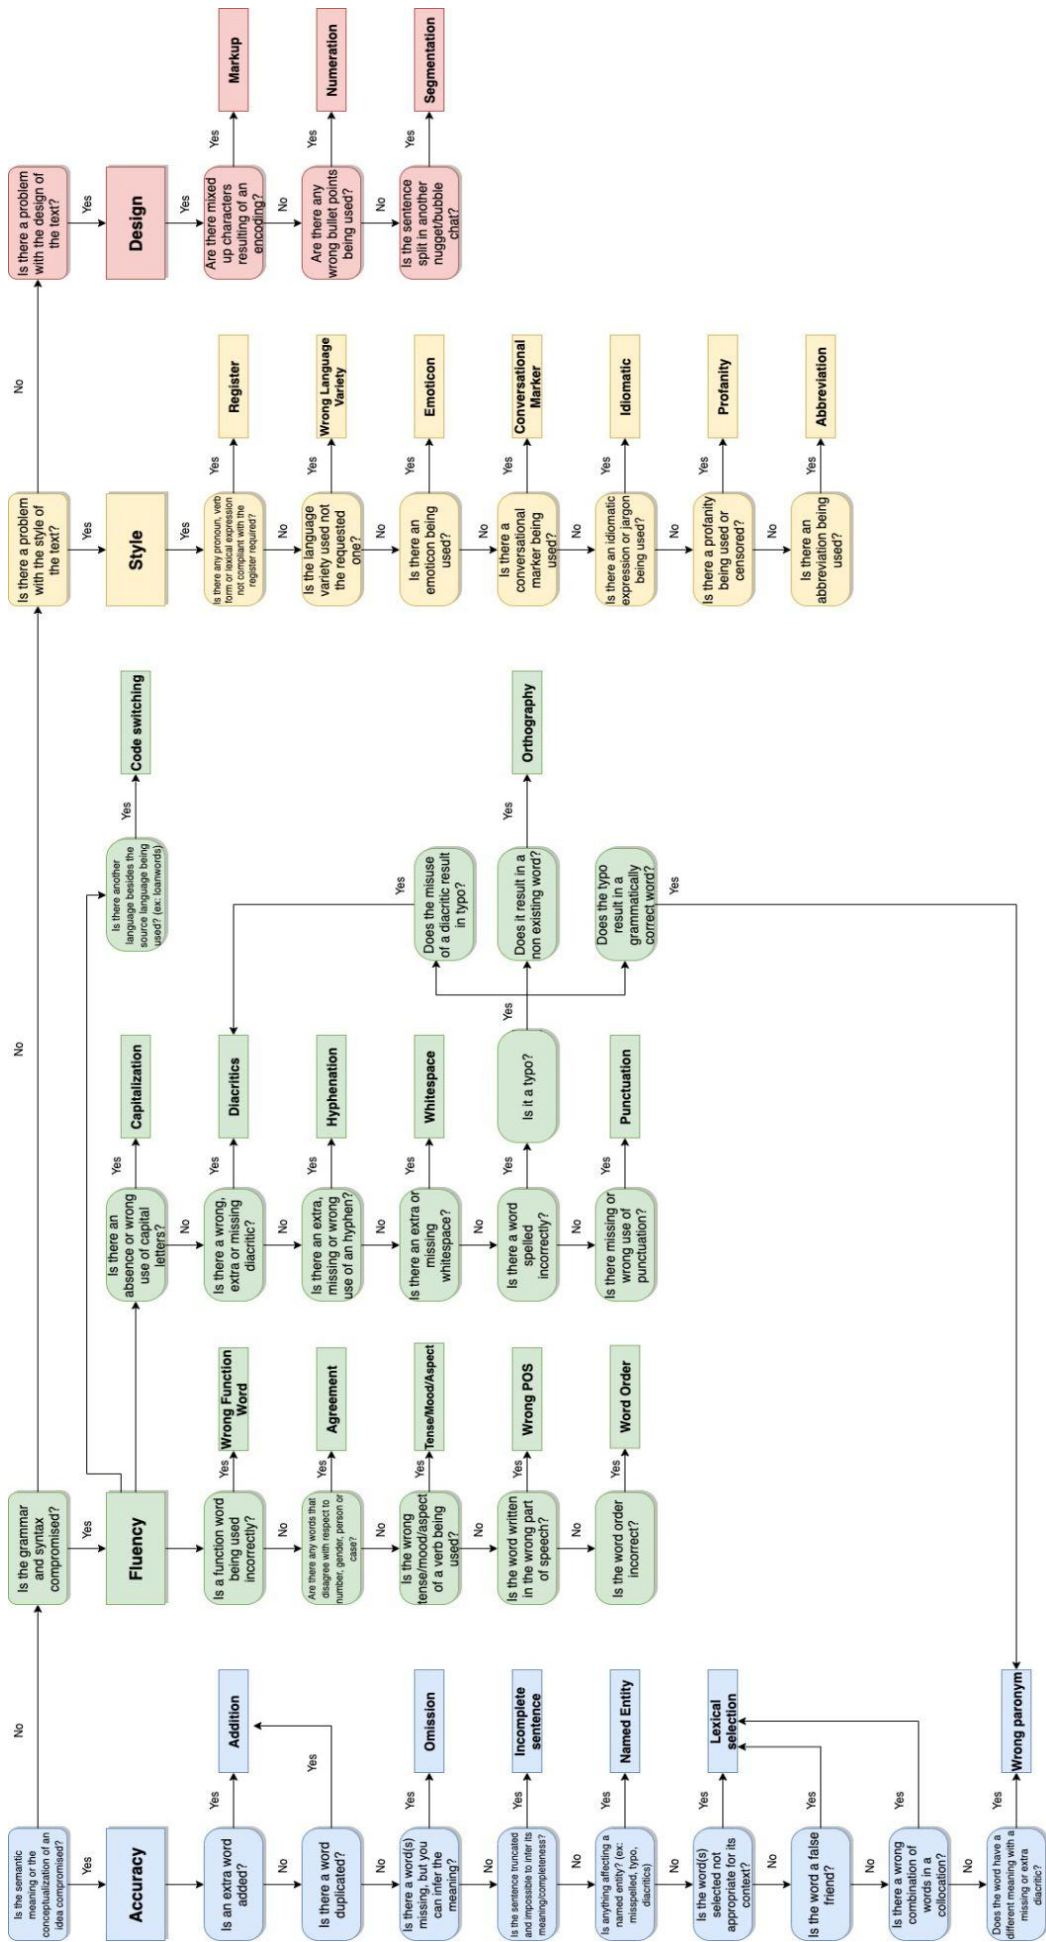 Is the semantic
meaning or the
conceptualization of an
idea compromised?
No
Yes
Accuracy
Is an extra word
added?
Yes
Addition
No
Is there a word
duplicated?
Yes
No
Is there a word(s)
missing, but you
can infer the
meaning?
Yes
Omission
No
Is the sentence truncated
and impossible to infer its
meaning/completeness?
Yes
Incomplete
sentence
No
Is anything affecting a
named entity? (ex:
misspelled, typo,
diacritics)
Yes
Named Entity
No
Is the word(s)
selected not
appropriate for its
context?
Yes
Lexical
selection
No
Is the word a false
friend?
Yes
No
Is there a wrong
combination of
words in a
collocation?
Yes
No
Does the word have a
different meaning with a
missing or extra
diacritic?
Yes
Wrong paronym
Is the grammar
and syntax
compromised?
No
Yes
Fluency
Is a function word
being used
incorrectly?
Yes
Wrong Function
Word
No
Are there any words that
disagree with respect to
number, gender, person or
case?
Yes
Agreement
No
Is the wrong
tense/mood/aspect
of a verb being
used?
Yes
Tense/Mood/Aspect
No
Is the word written
in the wrong part
of speech?
Yes
Wrong POS
No
Is the word order
incorrect?
Yes
Word Order
Is there an
absence or wrong
use of capital
letters?
Yes
Capitalization
No
Is there a wrong,
extra or missing
diacritic?
Yes
Diacritics
No
Is there an extra,
missing or wrong
use of an hyphen?
Yes
Hyphenation
No
Is there an extra or
missing
whitespace?
Yes
Whitespace
No
Is there a word
spelled
incorrectly?
Yes
Is it a typo?
Yes
No
Is there missing or
wrong use of
punctuation?
Yes
Punctuation
Is there another
language besides the
source language being
used? (ex: loanwords)
Yes
Code switching
Does the misuse
of a diacritic result
in typo?
Yes
Does it result in a
non existing word?
Yes
Orthography
Does the typo
result in a
grammatically
correct word?
Yes
Is there a problem
with the style of
the text?
No
Yes
Style
Yes
Is there any pronoun, verb
form or lexical expression
not compliant with the
register required?
Yes
Register
No
Is the language
variety used not
the requested
one?
Yes
Wrong Language
Variety
No
Is there an
emoticon being
used?
Yes
Emoticon
No
Is there a
conversational
marker being
used?
Yes
Conversational
Marker
No
Is there an idiomatic
expression or jargon
being used?
Yes
Idiomatic
No
Is there a profanity
being used or
censored?
Yes
Profanity
No
Is there an
abbreviation being
used?
Yes
Abbreviation
Is there a problem
with the design of
the text?
Yes
Design
Yes
Are there mixed
up characters
resulting of an
encoding?
Yes
Markup
No
Are there any
wrong bullet points
being used?
Yes
Numeration
No
Is the sentence
split in another
nugget/bubble
chat?
Yes
Segmentation